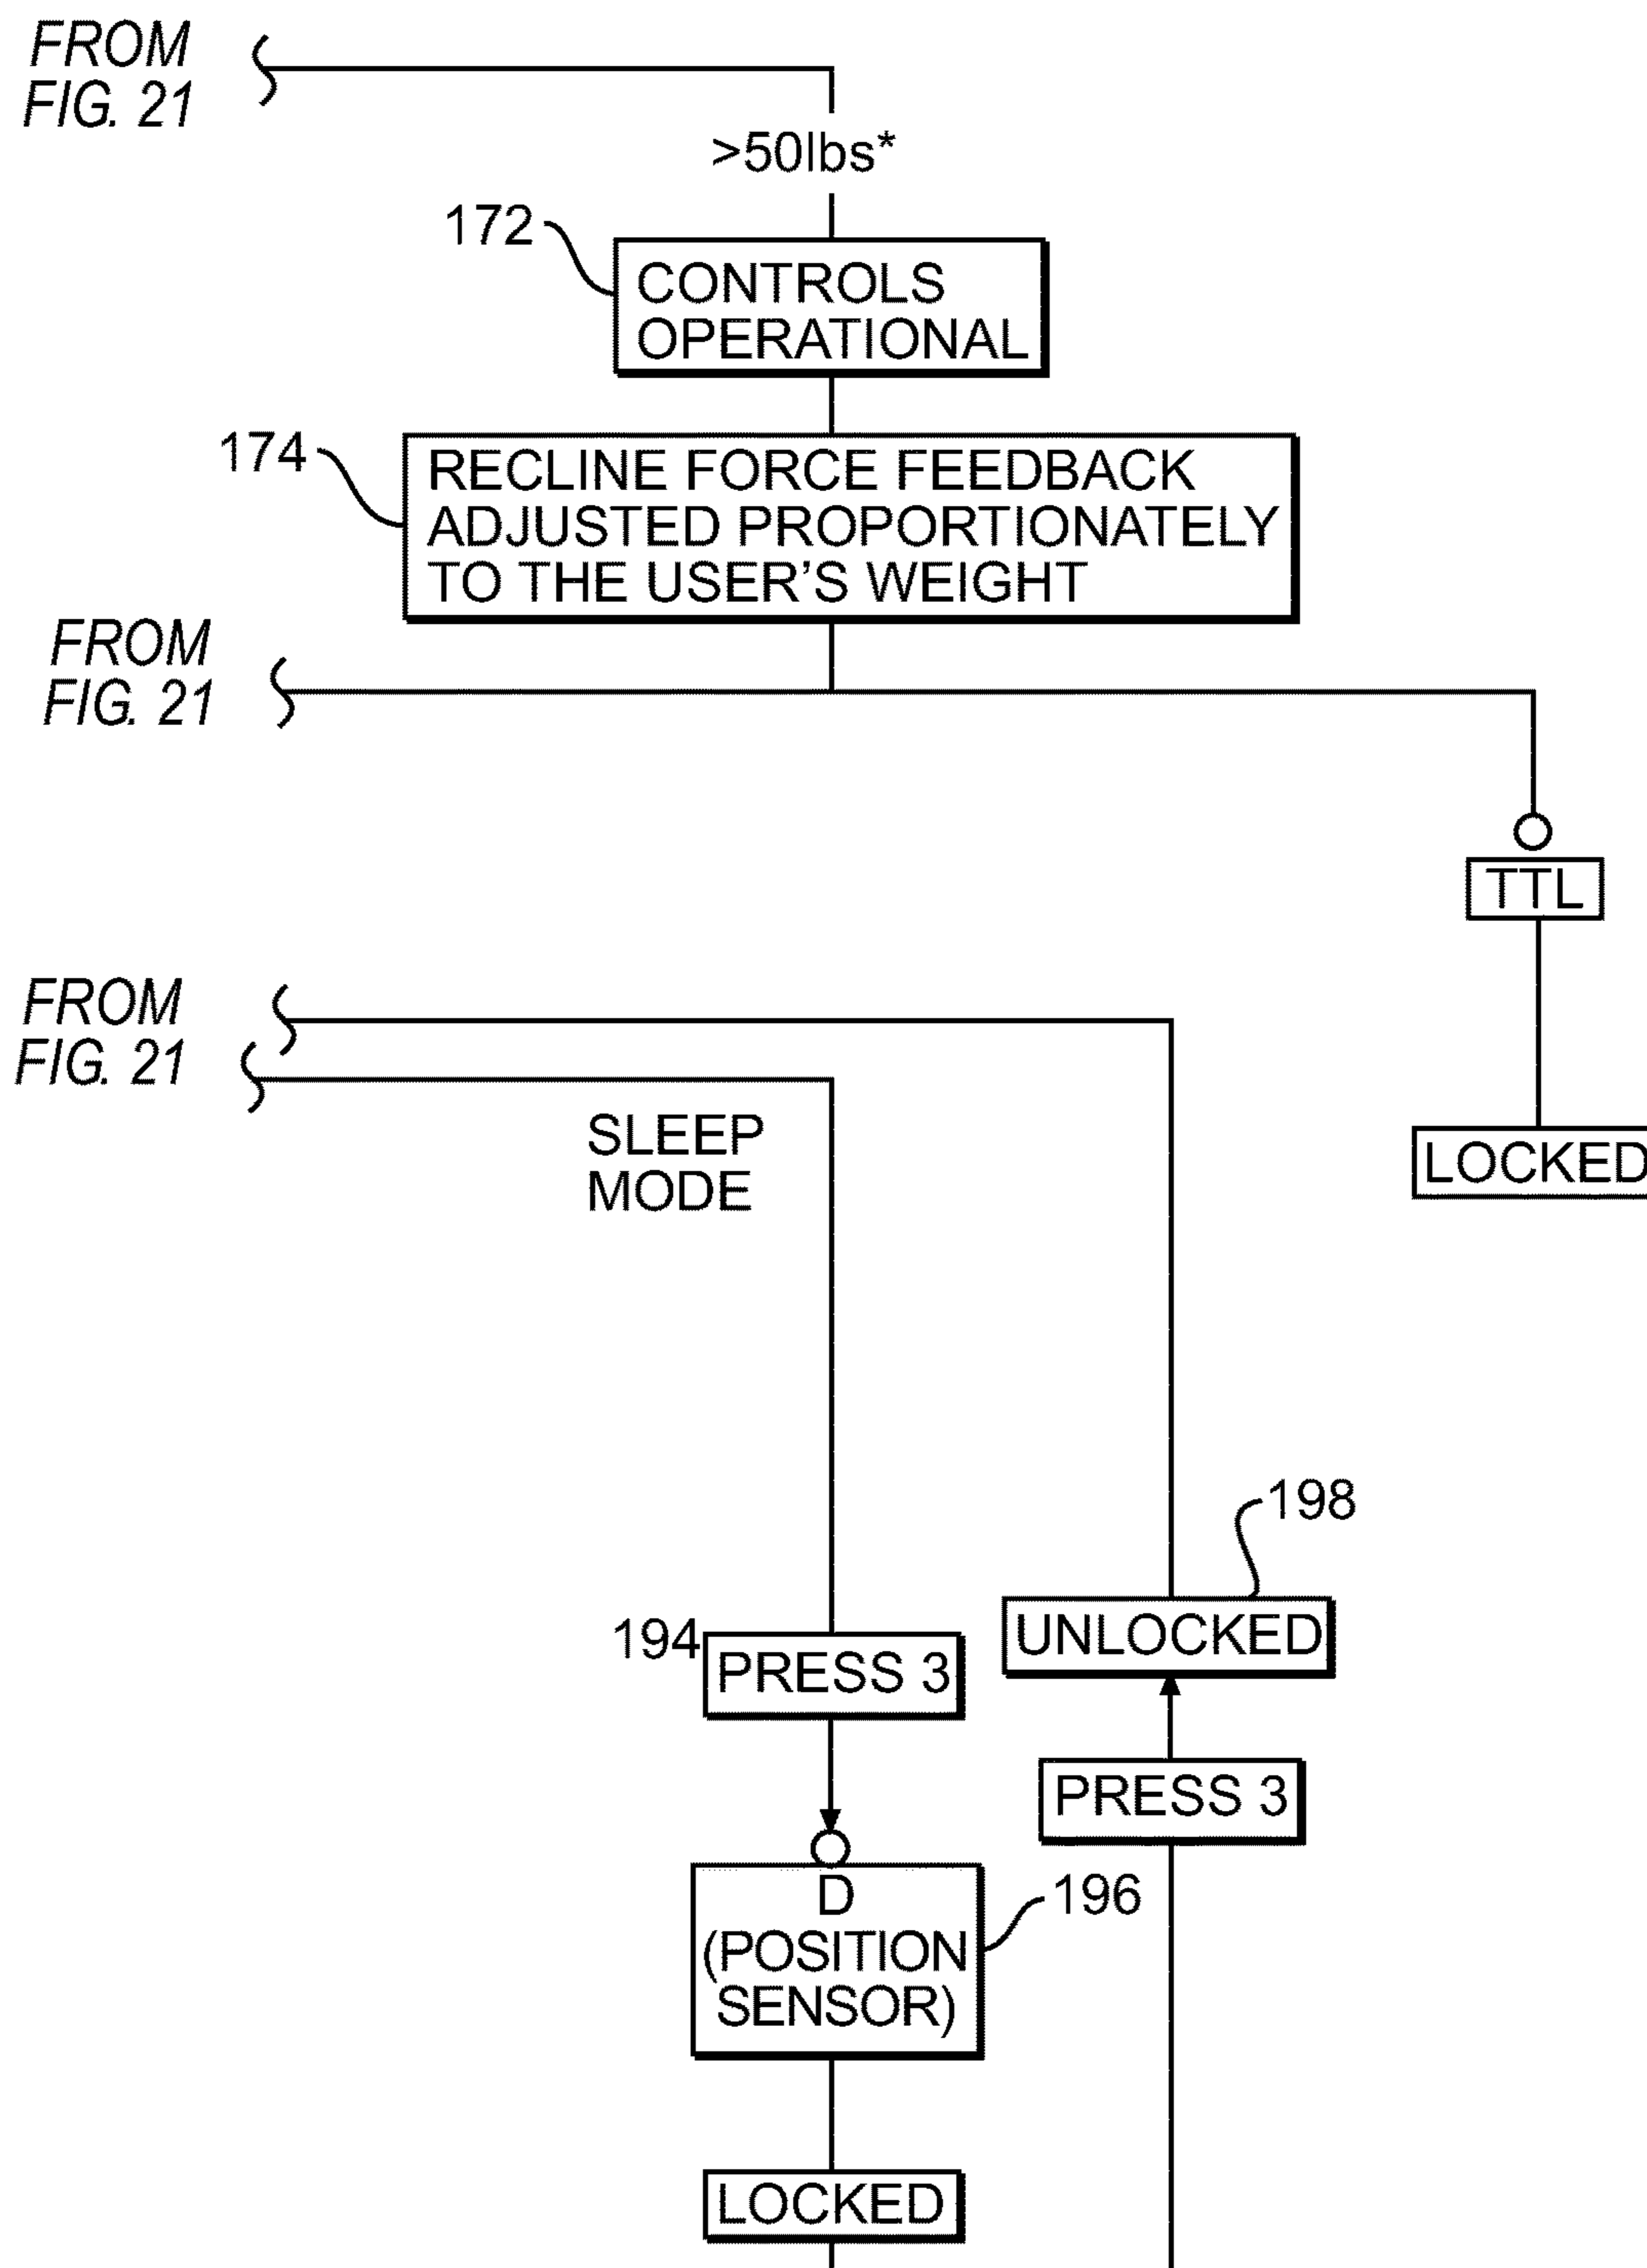 FROM
FIG. 21
>50lbs*
172
CONTROLS
OPERATIONAL
174
RECLINE FORCE FEEDBACK
ADJUSTED PROPORTIONATELY
TO THE USER'S WEIGHT
FROM
FIG. 21
TTL
FROM
FIG. 21
SLEEP
MODE
LOCKED
198
UNLOCKED
194
PRESS 3
PRESS 3
D
(POSITION
SENSOR)
196
LOCKED